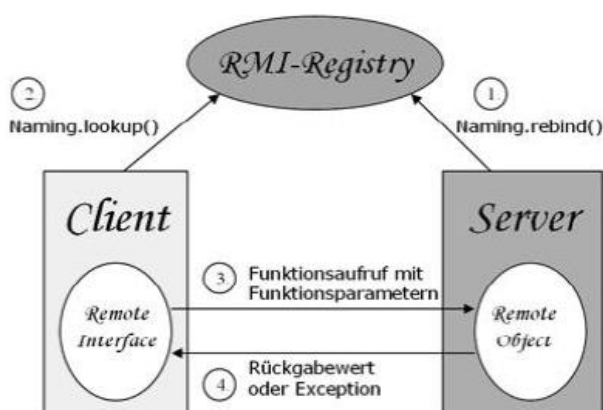 RMI-Registry
2.
Naming.lookup()
1.
Naming.rebind()
Client
Server
3.
Funktionsaufruf mit
Funktionsparametern
Remote
Interface
Remote
Object
4.
Rückgabewert
oder Exception